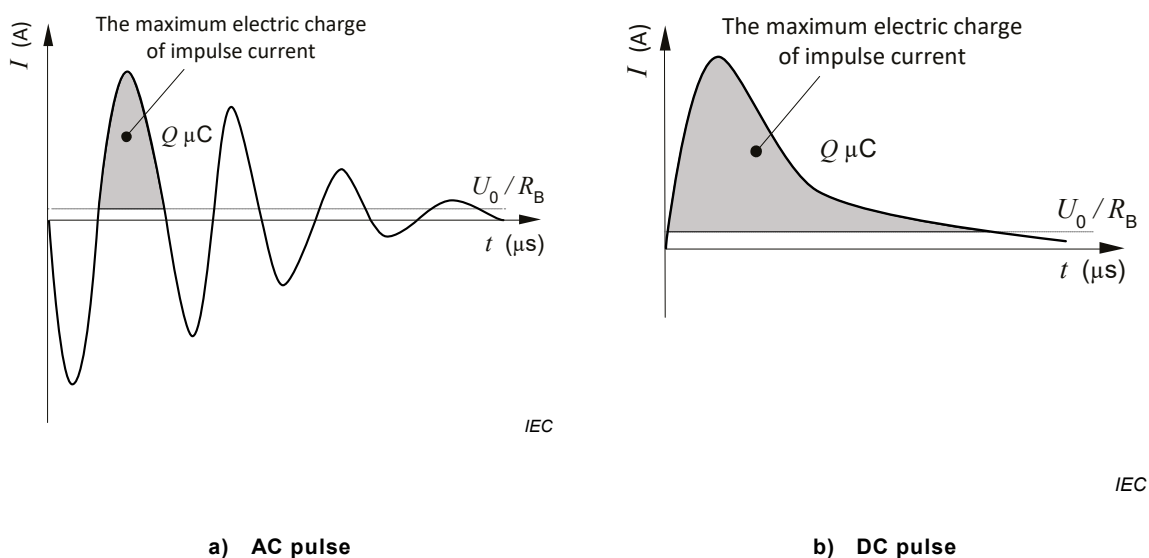 The maximum electric charge
of impulse current
I (A)
Q μC
U0 / RB
t (μs)
IEC
a) AC pulse
The maximum electric charge
of impulse current
I (A)
Q μC
U0 / RB
t (μs)
IEC
b) DC pulse